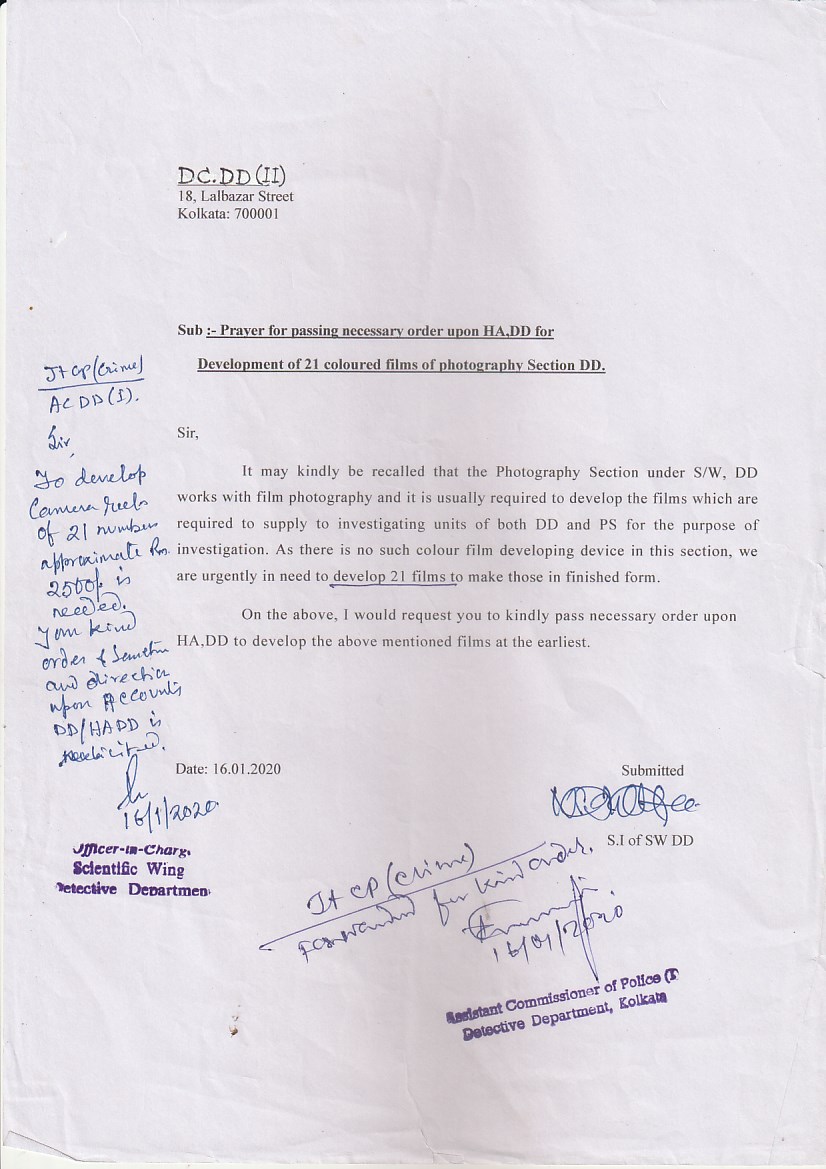 DC.DD (II)
18, Lalbazar Street
Kolkata: 700001
Sub :- Prayer for passing necessary order upon HA,DD for
Development of 21 coloured films of photography Section DD.
Sir,
It may kindly be recalled that the Photography Section under S/W, DD
works with film photography and it is usually required to develop the films which are
required to supply to investigating units of both DD and PS for the purpose of
investigation. As there is no such colour film developing device in this section, we
are urgently in need to develop 21 films to make those in finished form.
On the above, I would request you to kindly pass necessary order upon
HA,DD to develop the above mentioned films at the earliest.
Date: 16.01.2020
Submitted
S.I of SW DD
Jt CP (Crime)
AC DD (I).
Sir
To develop
Camera reels
of 21 numbers
approximate Rs.
2500/- is
needed.
Your kind
order &
and direction
upon Accounts
DD/HADD is
16/1/2020
Officer-in-Charg.
Scientific Wing
Detective Departmen
Jt CP (Crime)
Forwarded for kind order.
16/01/2020
Assistant Commissioner of Police (I
Detective Department, Kolkata